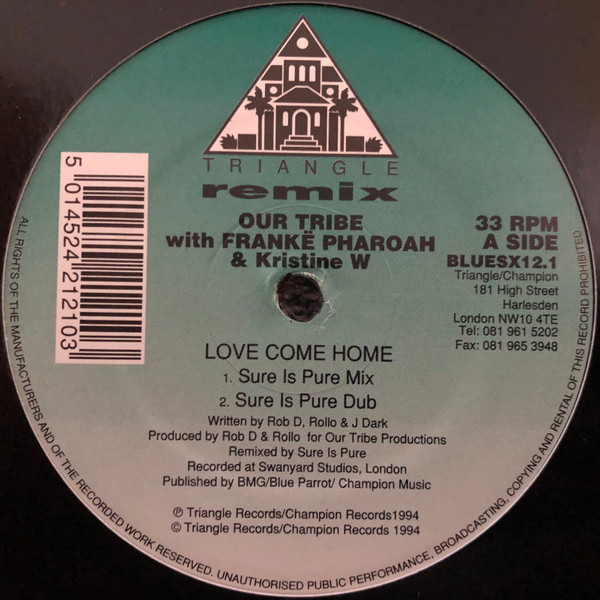 TRIANGLE
remix
OUR TRIBE
with FRANKË PHAROAH
& Kristine W
33 RPM
A SIDE
BLUESX12.1
Triangle/Champion
181 High Street
Harlesden
London NW10 4TE
Tel: 081 961 5202
Fax: 081 965 3948
5 014524 212103
LOVE COME HOME
1. Sure Is Pure Mix
2. Sure Is Pure Dub
Written by Rob D, Rollo & J Dark
Produced by Rob D & Rollo for Our Tribe Productions
Remixed by Sure Is Pure
Recorded at Swanyard Studios, London
Published by BMG/Blue Parrot/ Champion Music
℗ Triangle Records/Champion Records1994
© Triangle Records/Champion Records 1994
ALL RIGHTS OF THE MANUFACTURERS AND OF THE RECORDED WORK RESERVED. UNAUTHORISED PUBLIC PERFORMANCE, BROADCASTING, COPYING AND RENTAL OF THIS RECORD PROHIBITED.